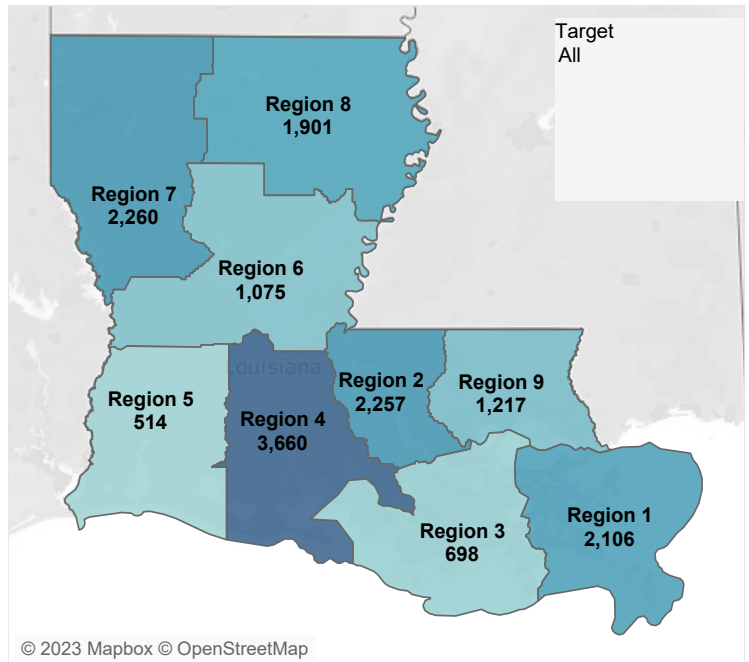 Target
All
Region 8
1,901
Region 7
2,260
Region 6
1,075
Louisiana
Region 2
2,257
Region 9
1,217
Region 5
514
Region 4
3,660
Region 1
2,106
Region 3
698
© 2023 Mapbox © OpenStreetMap